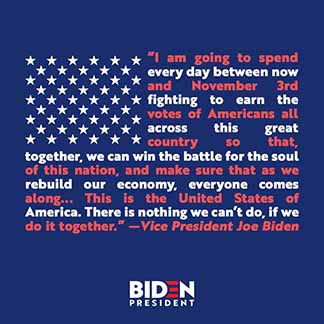 "I am going to spend
every day between now
and November 3rd
fighting to earn the
votes of Americans all
across this great
country so that,
together, we can win the battle for the soul
of this nation, and make sure that as we
rebuild our economy, everyone comes
along... This is the United States of
America. There is nothing we can't do, if we
do it together." —Vice President Joe Biden
BIDEN
PRESIDENT